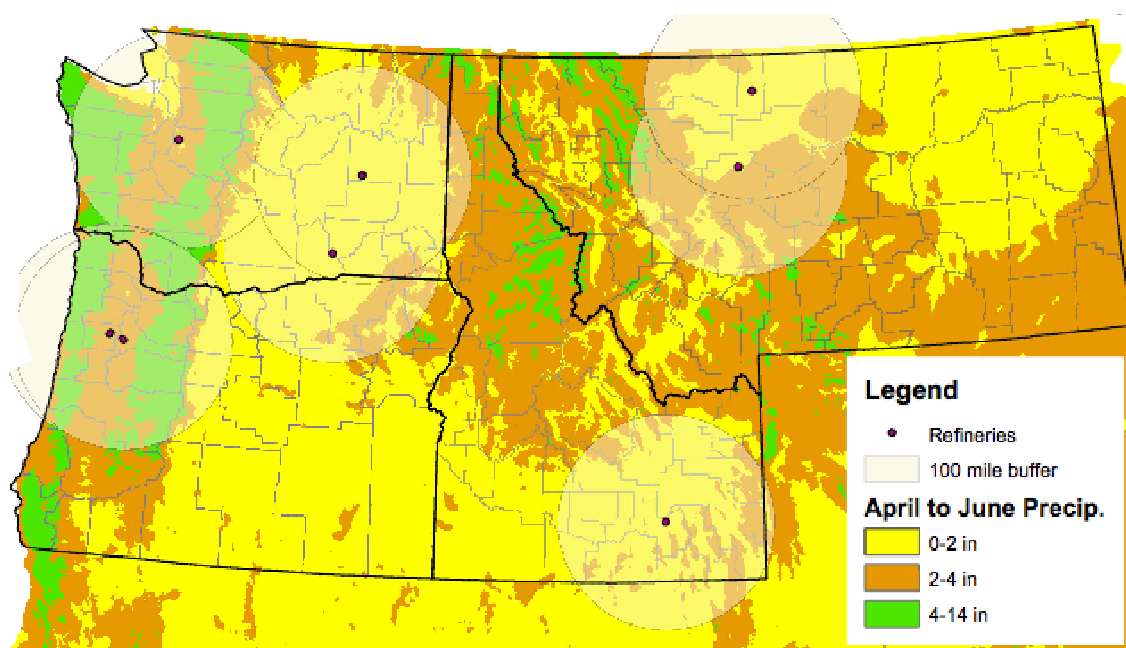 Legend
Refineries
100 mile buffer
April to June Precip.
0-2 in
2-4 in
4-14 in